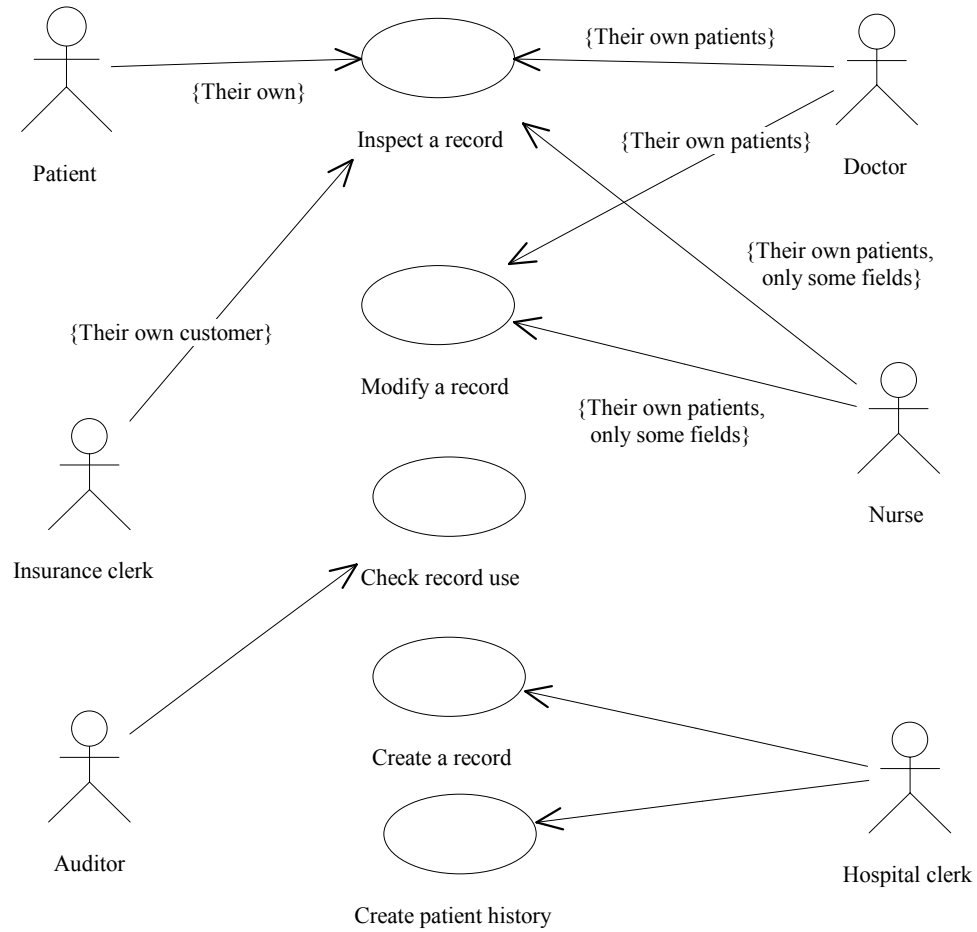 {Their own patients}
{Their own}
Inspect a record
{Their own patients}
Patient
Doctor
{Their own patients,
only some fields}
{Their own customer}
Modify a record
{Their own patients,
only some fields}
Nurse
Insurance clerk
Check record use
Create a record
Auditor
Hospital clerk
Create patient history